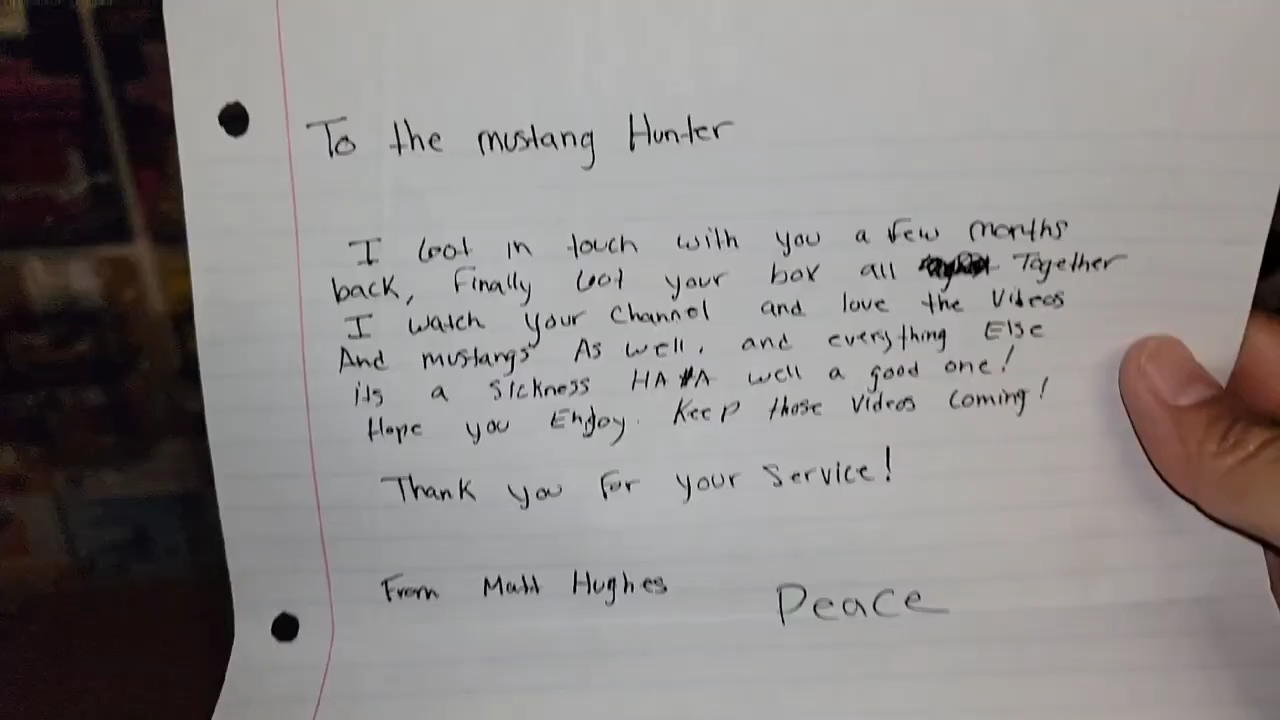 To the mustang Hunter
I Got in touch with you a few months
back, Finally Got your box all Together
I watch your Channel and love the Videos
And mustangs As well, and everything Else
its a Sickness HAHA well a good one!
Hope you Enjoy. Keep those Videos Coming!
Thank you For your Service!
From Matt Hughes
Peace